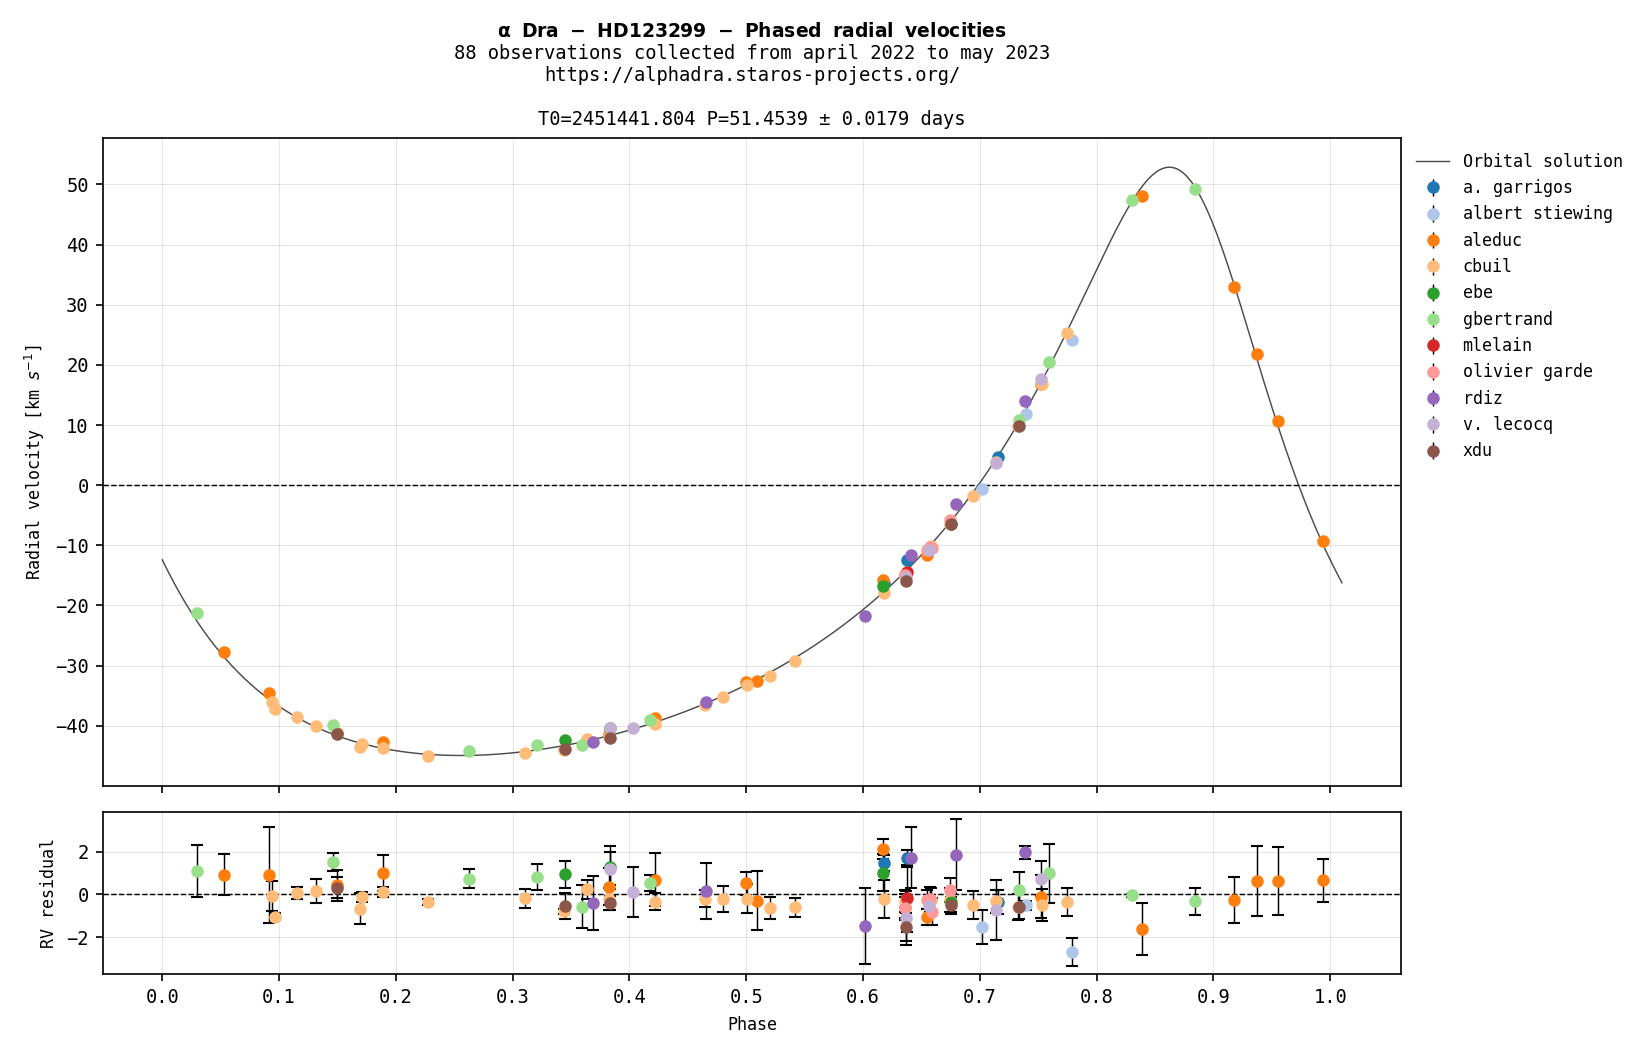 α Dra − HD123299 − Phased radial velocities
88 observations collected from april 2022 to may 2023
https://alphadra.staros-projects.org/
T0=2451441.804 P=51.4539 ± 0.0179 days
Radial velocity [km s⁻¹]
50
40
30
20
10
0
−10
−20
−30
−40
Orbital solution
a. garrigos
albert stiewing
aleduc
cbuil
ebe
gbertrand
mlelain
olivier garde
rdiz
v. lecocq
xdu
RV residual
2
0
−2
0.0 0.1 0.2 0.3 0.4 0.5 0.6 0.7 0.8 0.9 1.0
Phase